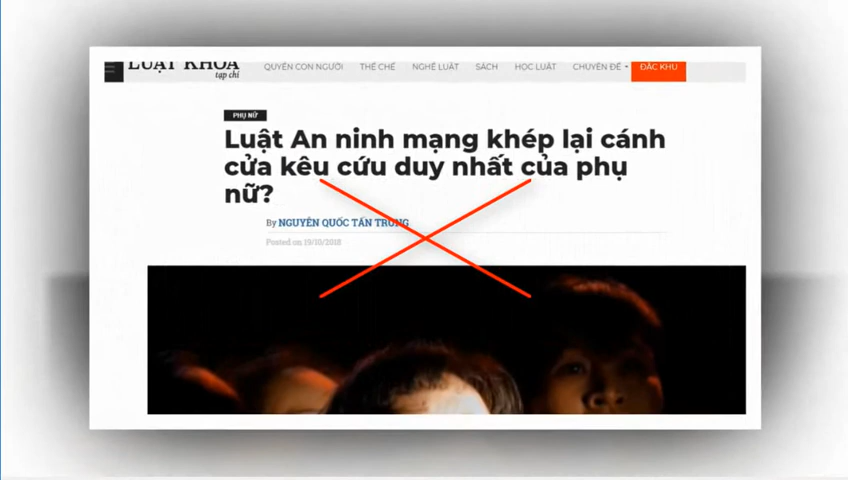 LUẬT KHOA
tạp chí
QUYỀN CON NGƯỜI THỂ CHẾ NGHỀ LUẬT SÁCH HỌC LUẬT CHUYÊN ĐỀ ĐẶC KHU
PHỤ NỮ
Luật An ninh mạng khép lại cánh
cửa kêu cứu duy nhất của phụ
nữ?
By NGUYỄN QUỐC TẤN TRUNG
Posted on 19/10/2018